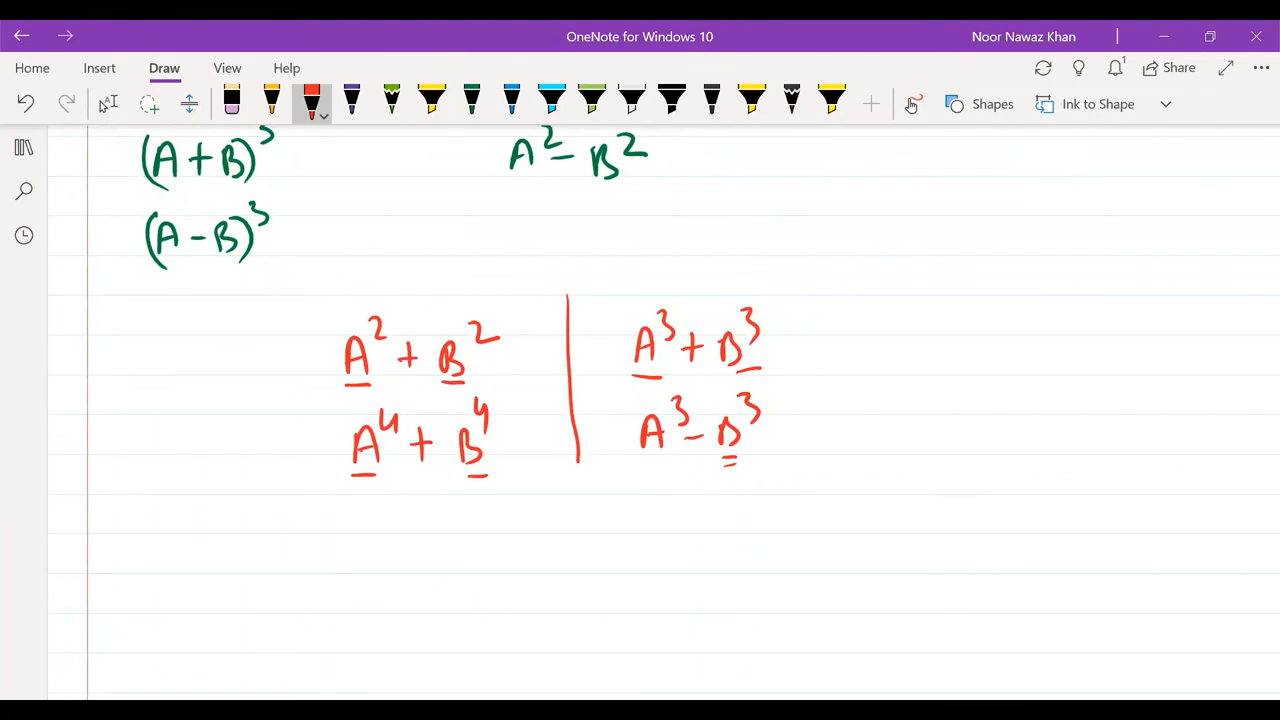 OneNote for Windows 10
Noor Nawaz Khan
Home Insert Draw View Help
Share
Shapes
Ink to Shape
(A + B)³ A² - B²
(A - B)³
A² + B² A³ + B³
A⁴ + B⁴ A³ - B³